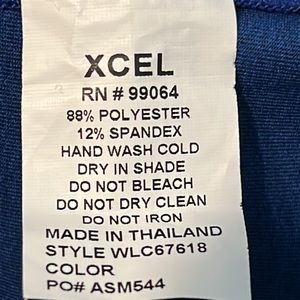 XCEL
RN # 99064
88% POLYESTER
12% SPANDEX
HAND WASH COLD
DRY IN SHADE
DO NOT BLEACH
DO NOT DRY CLEAN
DO NOT IRON
MADE IN THAILAND
STYLE WLC67618
COLOR
PO# ASM544